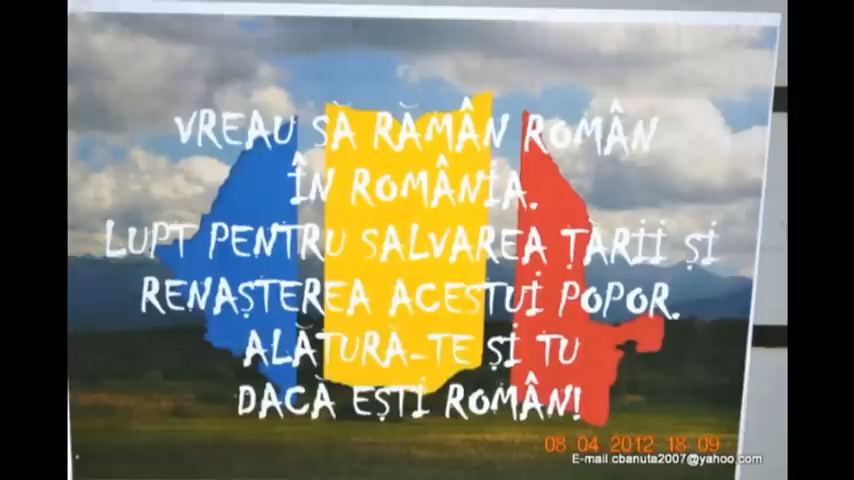 VREAU SĂ RĂMÂN ROMÂN
ÎN ROMÂNIA.
LUPT PENTRU SALVAREA ȚĂRII ȘI
RENAȘTEREA ACESTUI POPOR.
ALĂTURĂ-TE ȘI TU
DACĂ EȘTI ROMÂN!
08 04 2012 18 09
E-mail cbanuta2007@yahoo.com